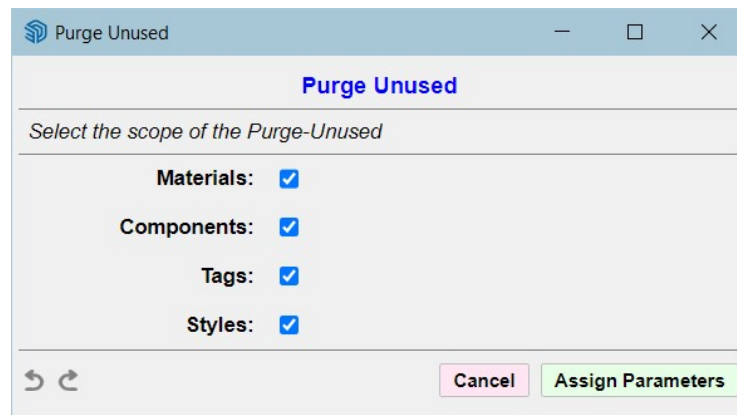 Purge Unused
Purge Unused
Select the scope of the Purge-Unused
Materials:
Components:
Tags:
Styles:
Cancel Assign Parameters